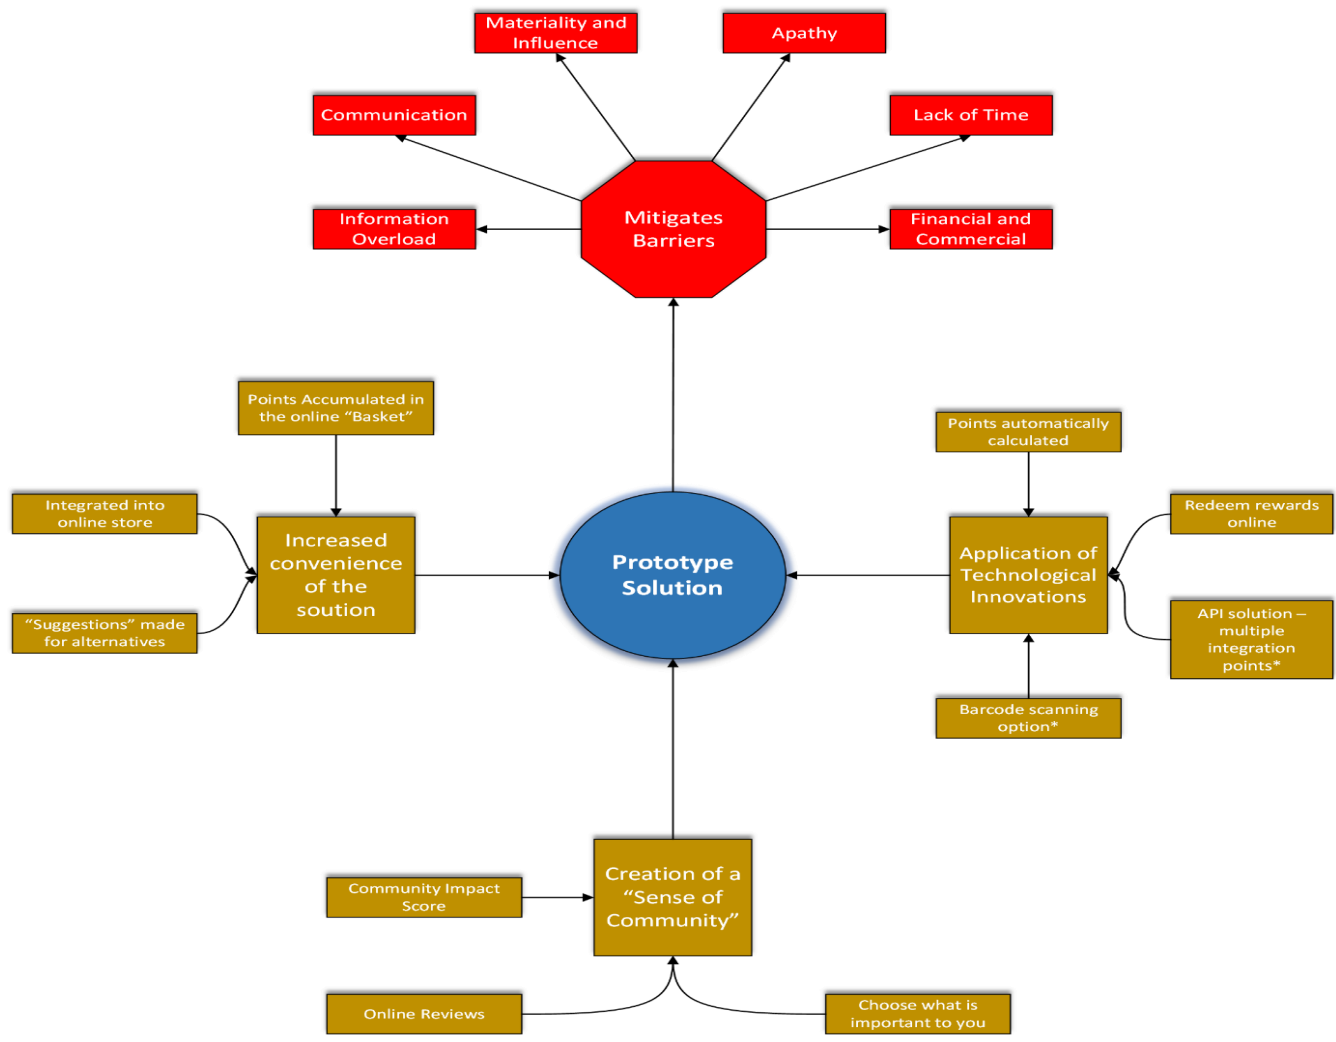 Materiality and
Influence
Apathy
Communication
Lack of Time
Information
Overload
Mitigates
Barriers
Financial and
Commercial
Points Accumulated in
the online “Basket”
Points automatically
calculated
Integrated into
online store
Redeem rewards
online
Increased
convenience
of the
soution
Prototype
Solution
Application of
Technological
Innovations
“Suggestions” made
for alternatives
API solution –
multiple
integration
points*
Barcode scanning
option*
Community Impact
Score
Creation of a
“Sense of
Community”
Online Reviews
Choose what is
important to you